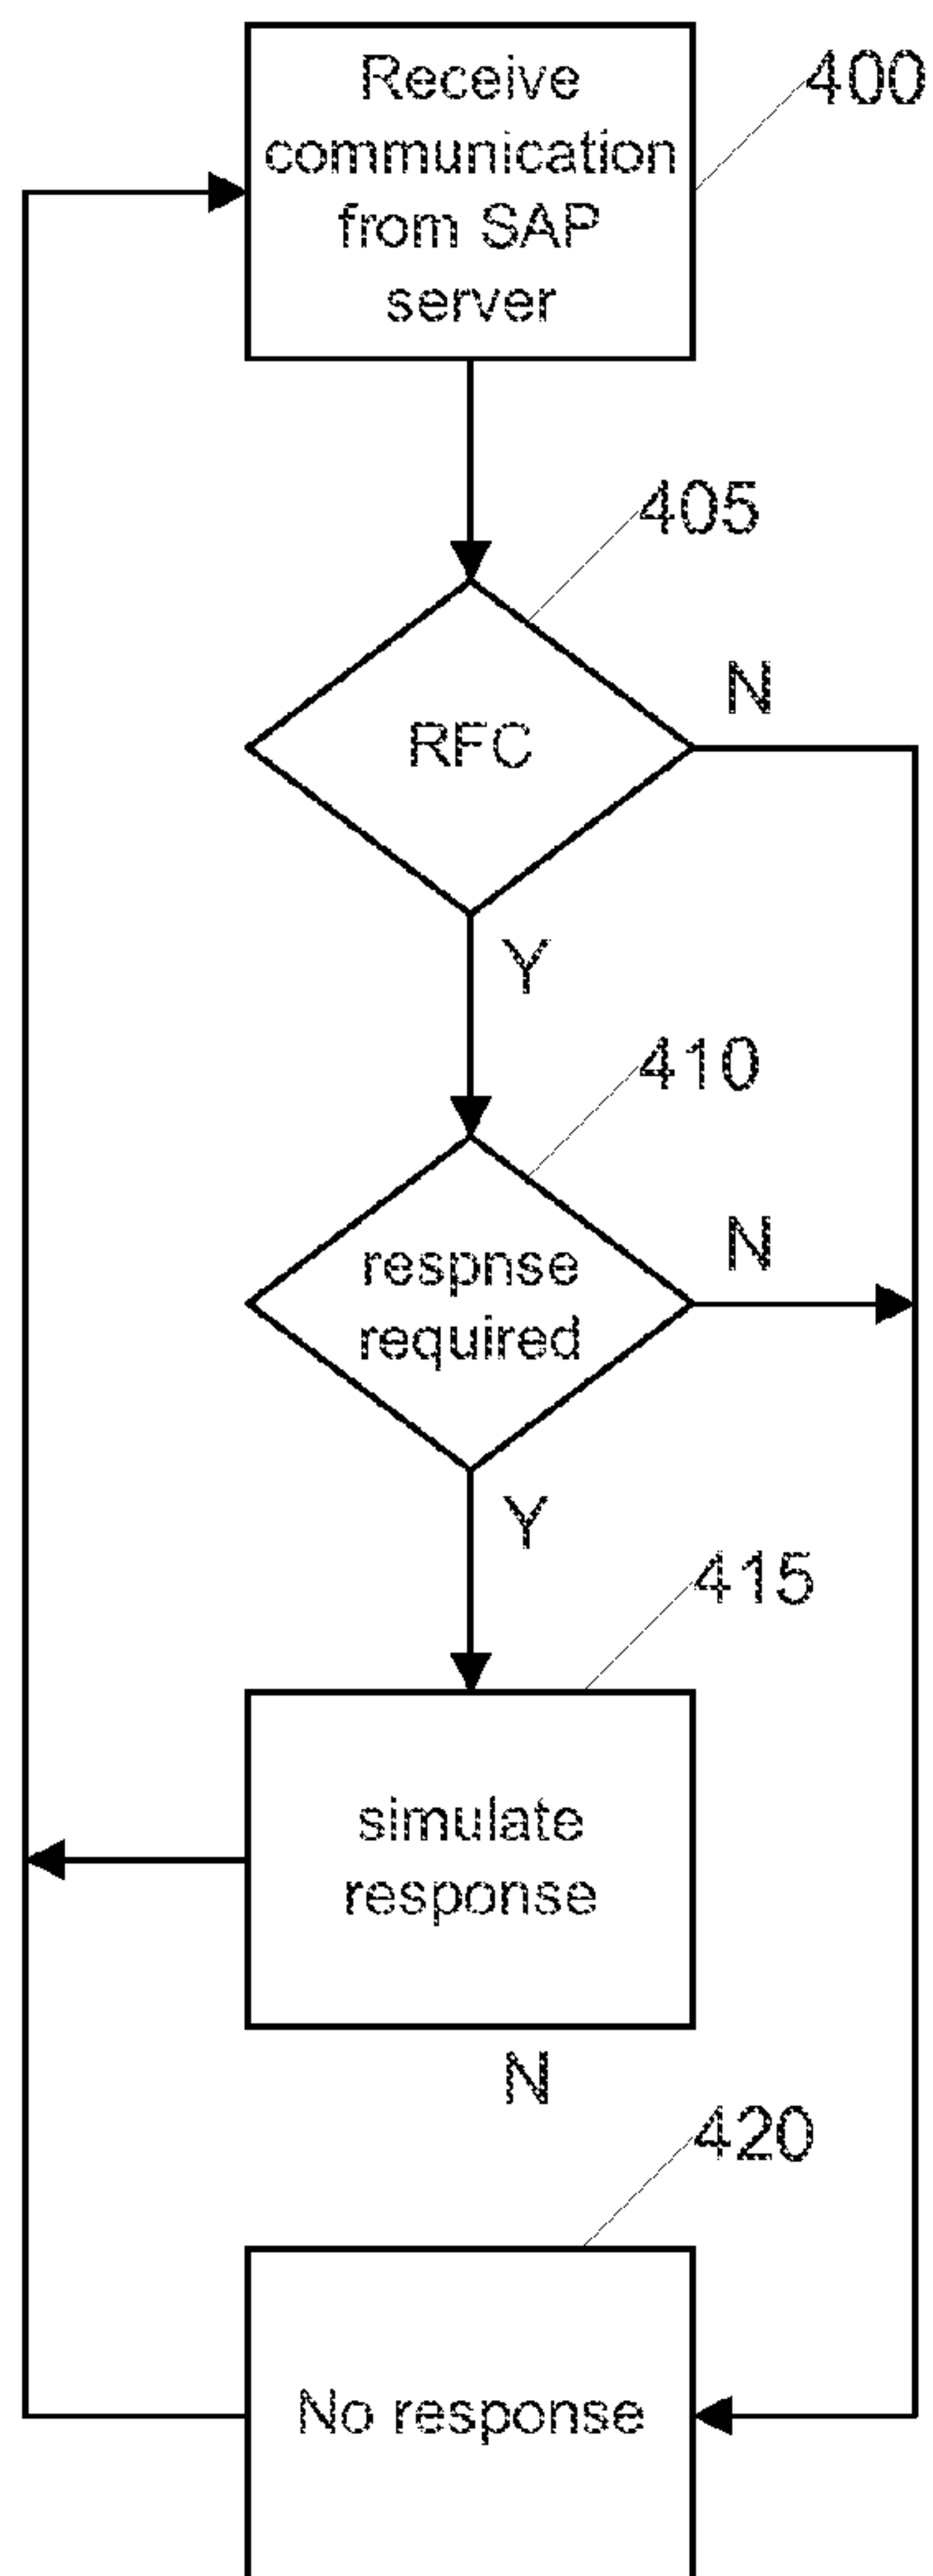 Receive
communication
from SAP
server
400
405
RFC
N
Y
410
respnse
required
N
Y
415
simulate
response
N
420
No response